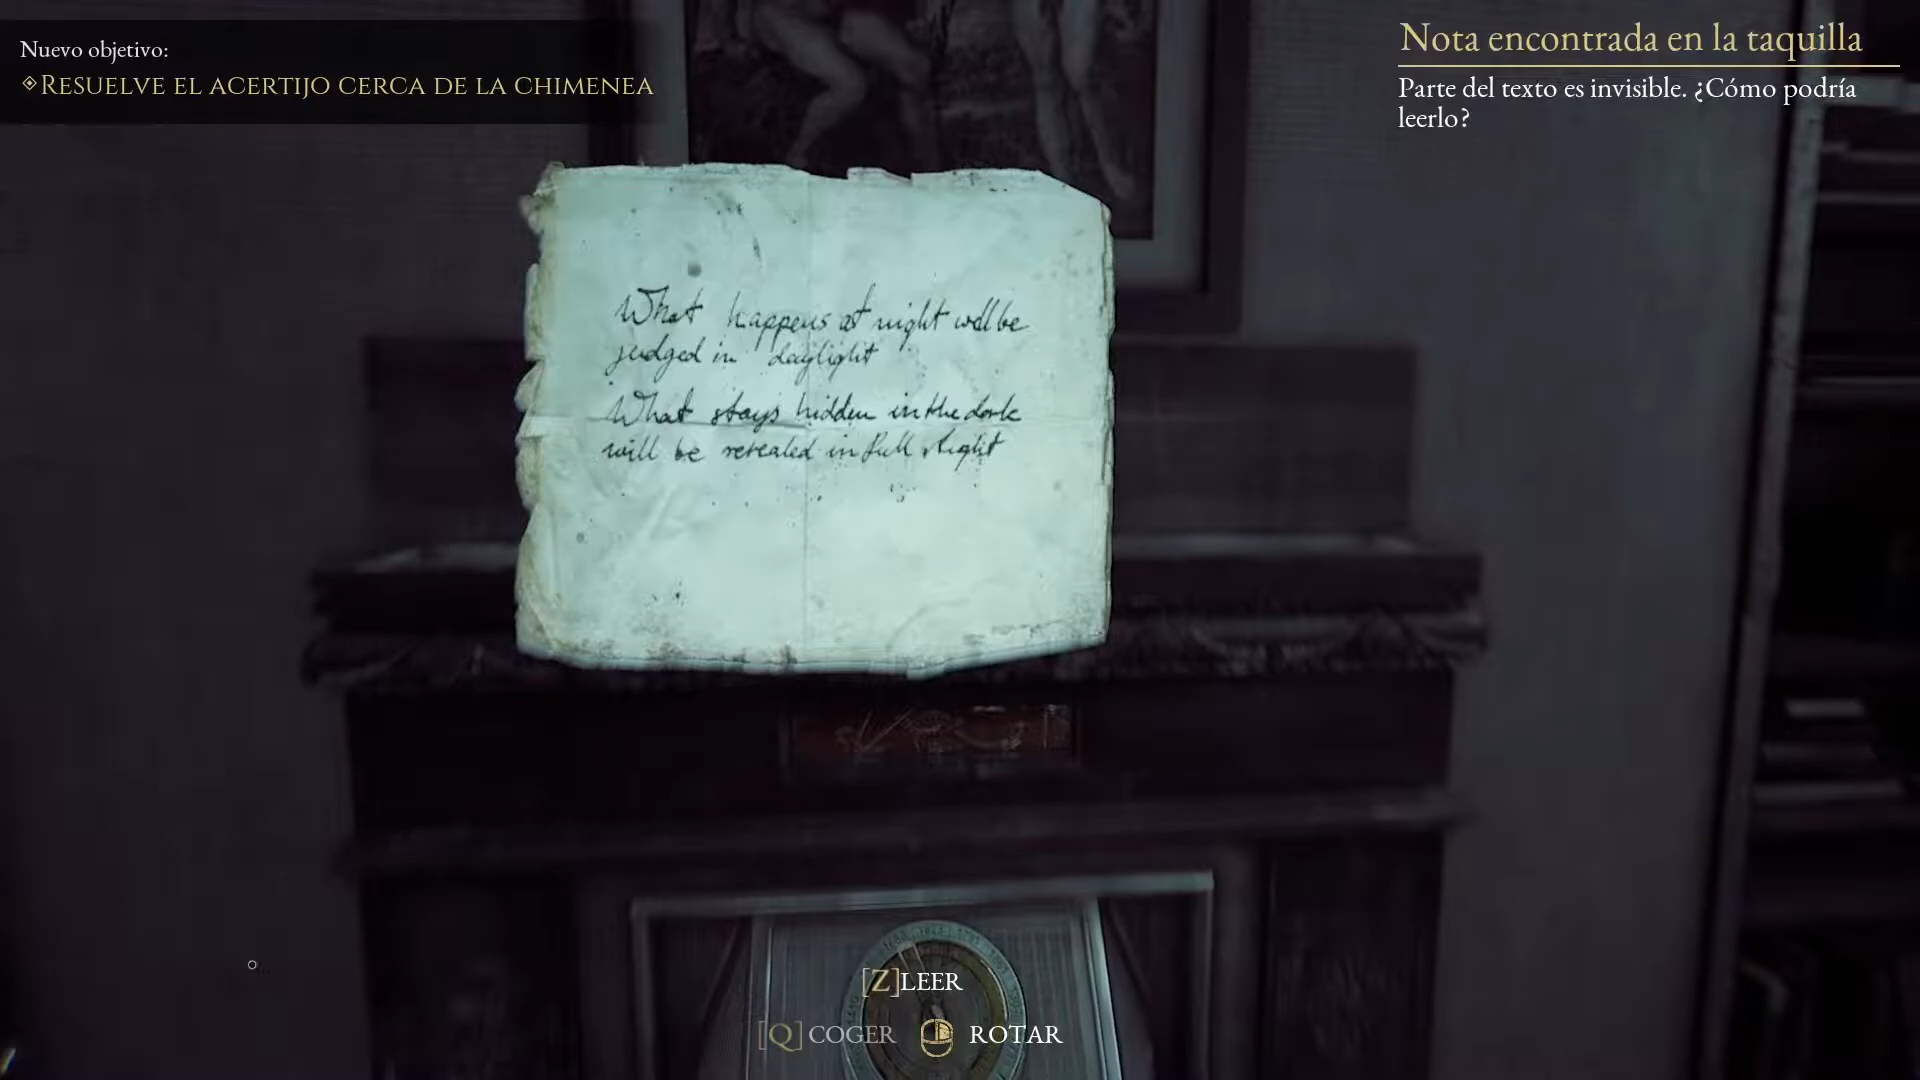 Nuevo objetivo:
RESUELVE EL ACERTIJO CERCA DE LA CHIMENEA
Nota encontrada en la taquilla
Parte del texto es invisible. ¿Cómo podría
leerlo?
What happens at night will be
judged in daylight
What stays hidden in the dark
will be revealed in full light
[Z] LEER
[Q] COGER ROTAR